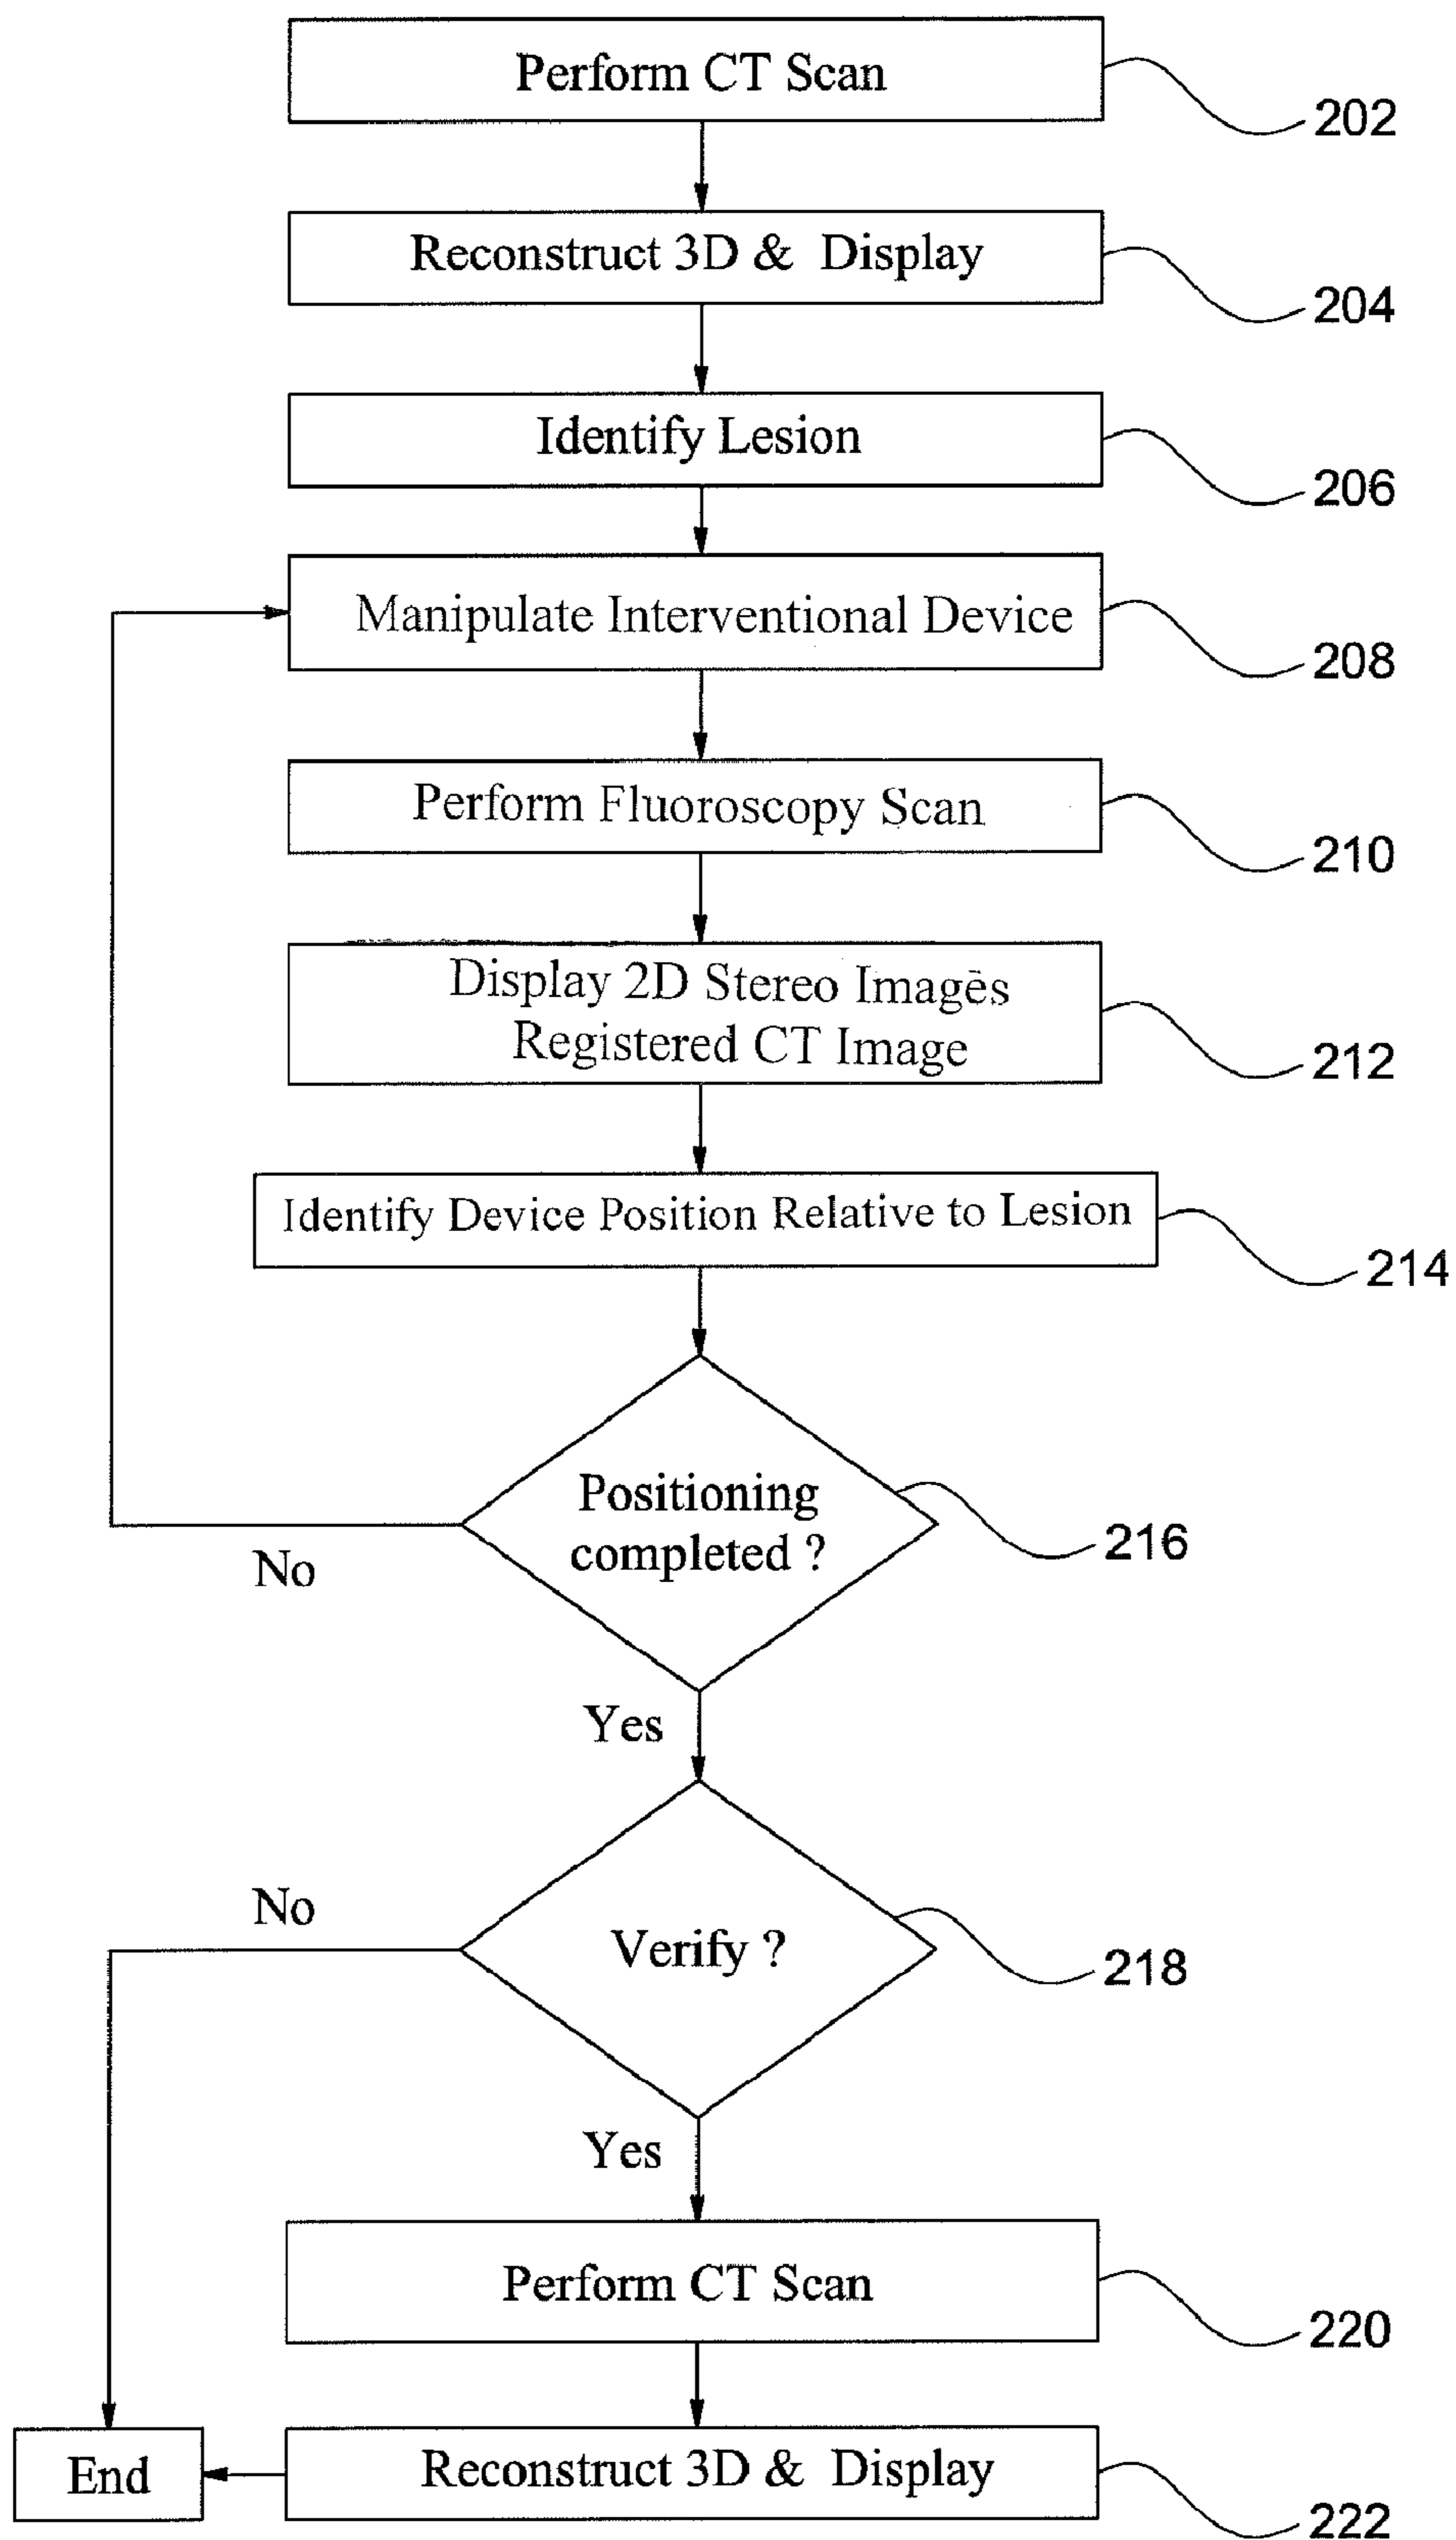 Perform CT Scan
202
Reconstruct 3D & Display
204
Identify Lesion
206
Manipulate Interventional Device
208
Perform Fluoroscopy Scan
210
Display 2D Stereo Images
Registered CT Image
212
Identify Device Position Relative to Lesion
214
Positioning
completed ?
216
No
Yes
No
Verify ?
218
Yes
Perform CT Scan
220
End
Reconstruct 3D & Display
222